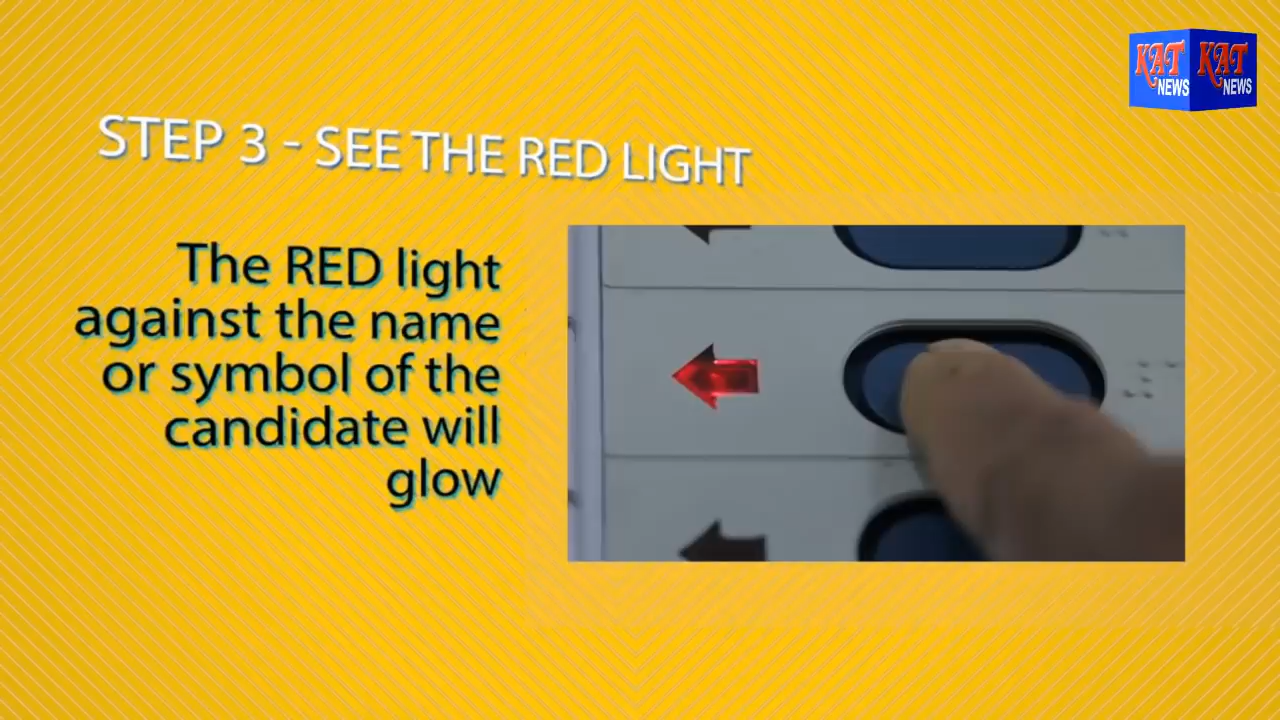 KAT NEWS KAT NEWS
STEP 3 - SEE THE RED LIGHT
The RED light
against the name
or symbol of the
candidate will
glow